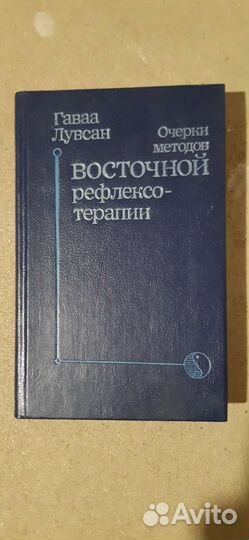 Гаваа
Лувсан
Очерки
методов
ВОСТОЧНОЙ
рефлексо-
терапии
Avito